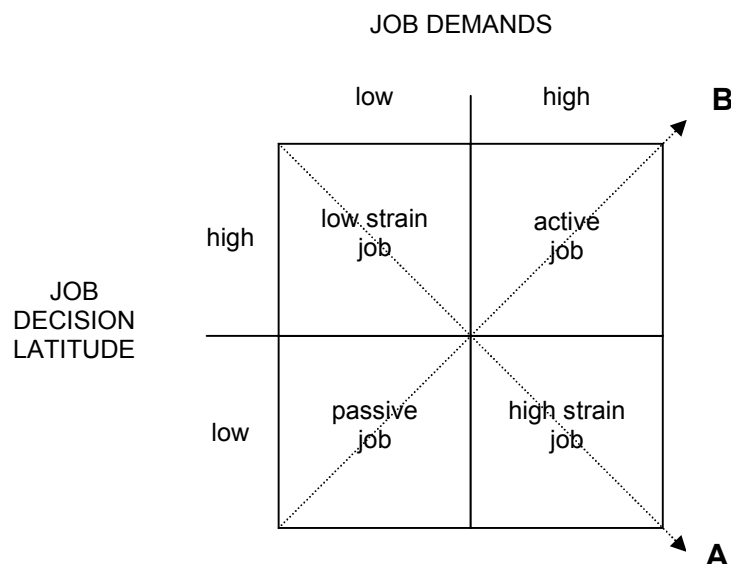 JOB DEMANDS
low
high
B
high
low strain
job
active
job
JOB
DECISION
LATITUDE
low
passive
job
high strain
job
A